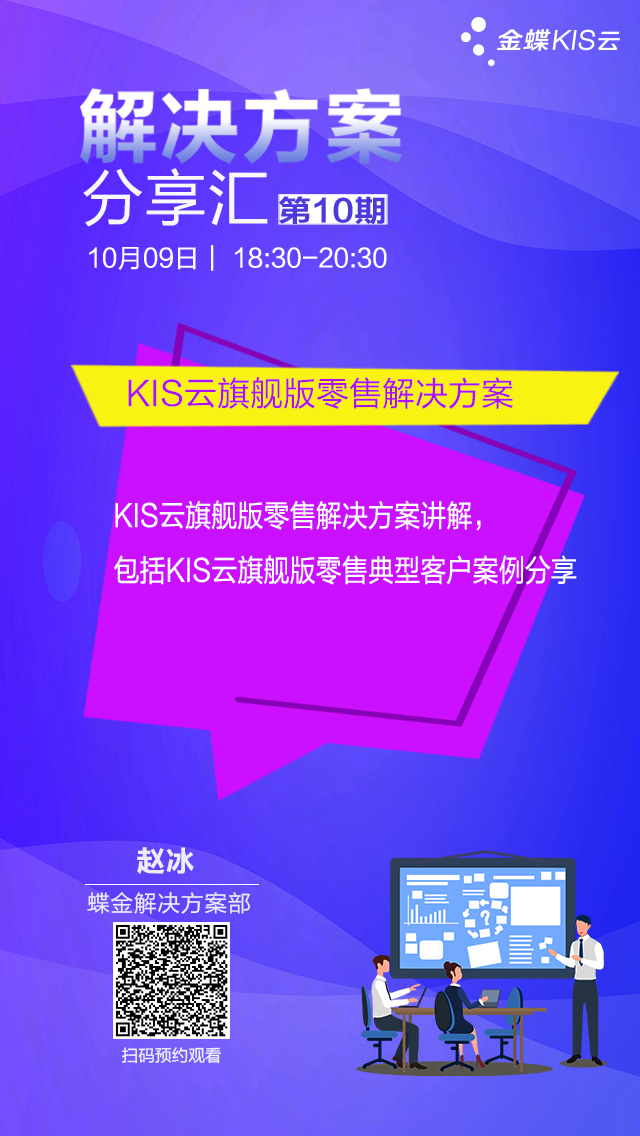 金蝶KIS云
解决方案
分享汇 第10期
10月09日| 18:30-20:30
KIS云旗舰版零售解决方案
KIS云旗舰版零售解决方案讲解，
包括KIS云旗舰版零售典型客户案例分享
赵冰
蝶金解决方案部
扫码预约观看